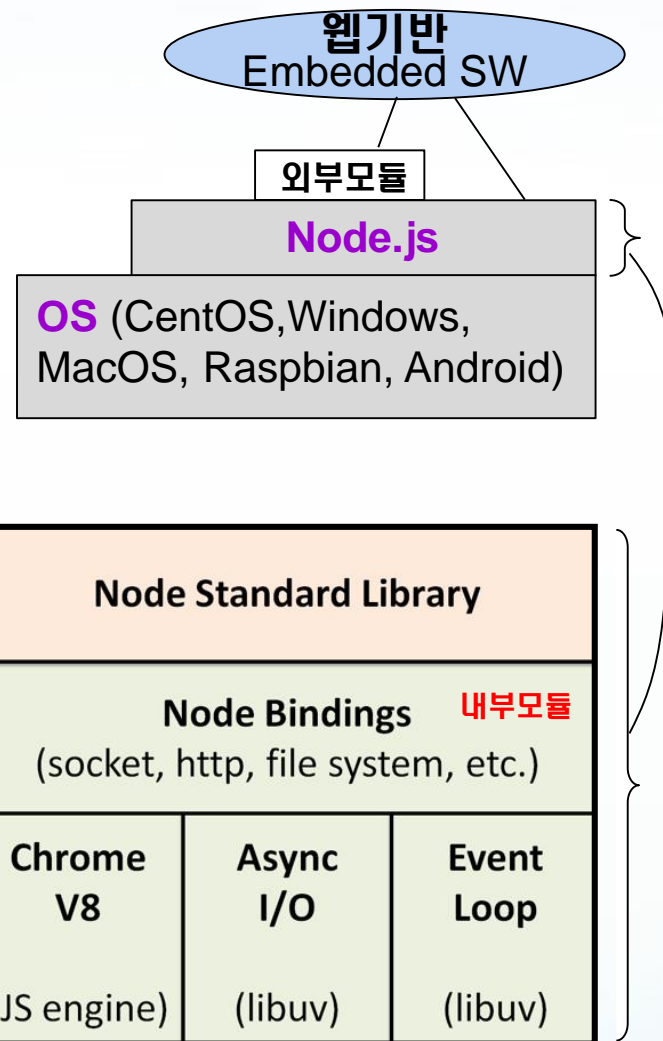 웹기반
Embedded SW
외부모듈
Node.js
OS (CentOS,Windows,
MacOS, Raspbian, Android)
Node Standard Library
Node Bindings 내부모듈
(socket, http, file system, etc.)
Chrome
V8
JS engine)
Async
I/O
(libuv)
Event
Loop
(libuv)